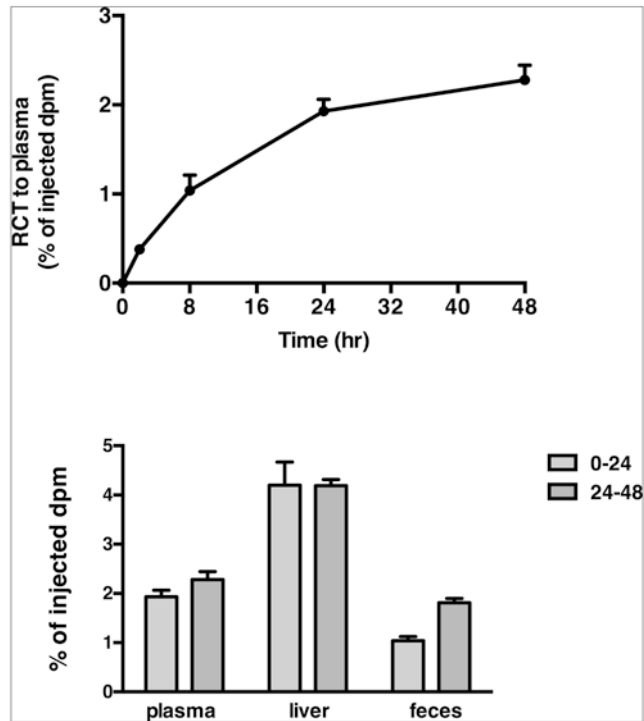 RCT to plasma
(% of injected dpm)
3
2
1
0
0 8 16 24 32 40 48
Time (hr)
% of injected dpm
5
4
3
2
1
plasma liver feces
0-24
24-48